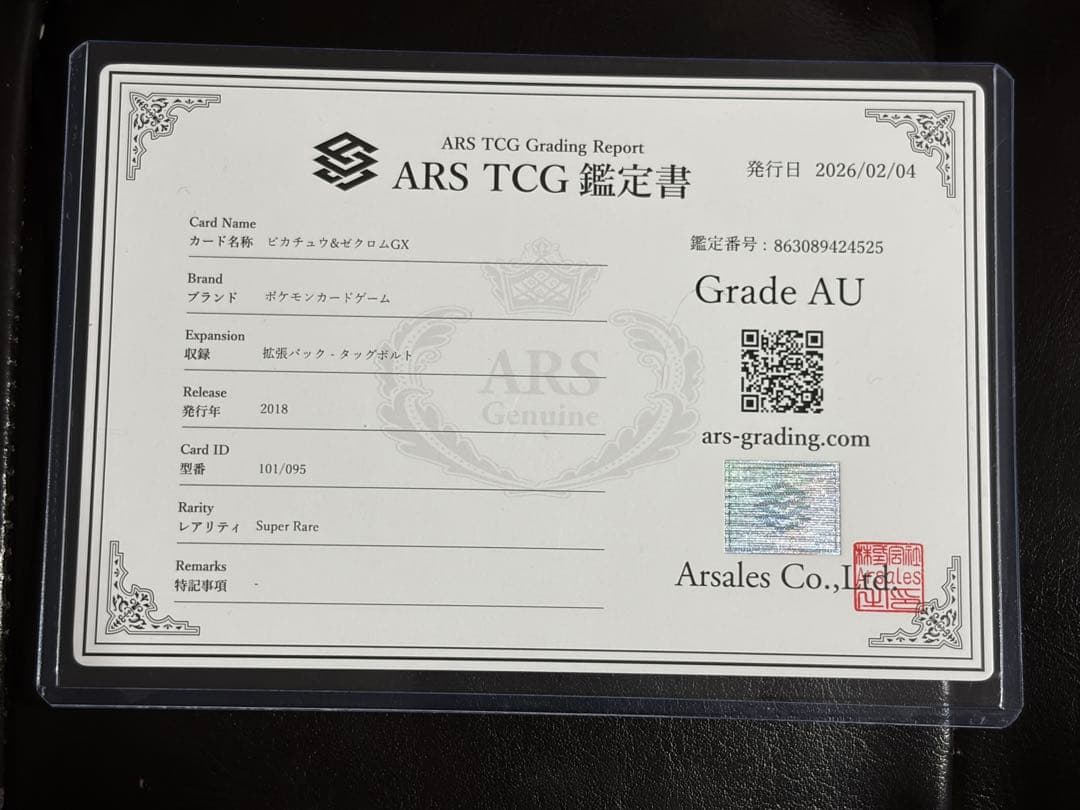 ARS TCG Grading Report
ARS TCG 鑑定書
発行日 2026/02/04
Card Name
カード名称 ピカチュウ&ゼクロムGX
鑑定番号 : 863089424525
Grade AU
Brand
ブランド ポケモンカードゲーム
Expansion
収録 拡張パック - タッグボルト
ARS
Genuine
Release
発行年 2018
ars-grading.com
Card ID
型番 101/095
Rarity
レアリティ Super Rare
Remarks
特記事項 -
Arsales Co.,Ltd.
株式会社
Arsales